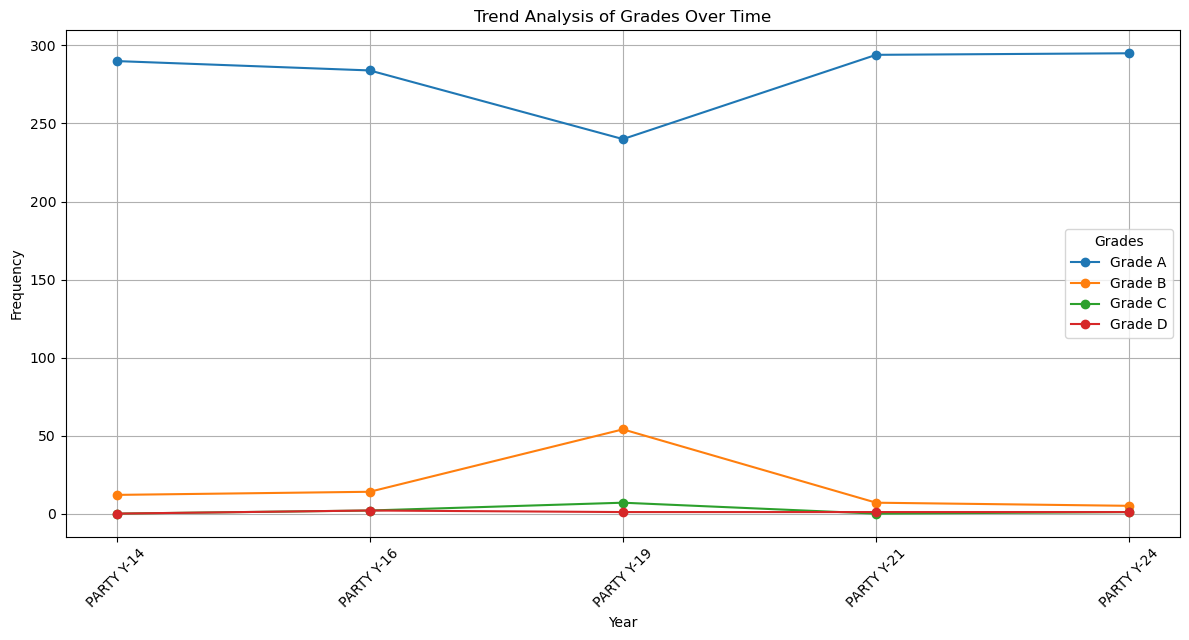 Trend Analysis of Grades Over Time
300
250
200
150
100
50
0
Frequency
Grades
Grade A
Grade B
Grade C
Grade D
PARTY Y-14
PARTY Y-16
PARTY Y-19
PARTY Y-21
PARTY Y-24
Year